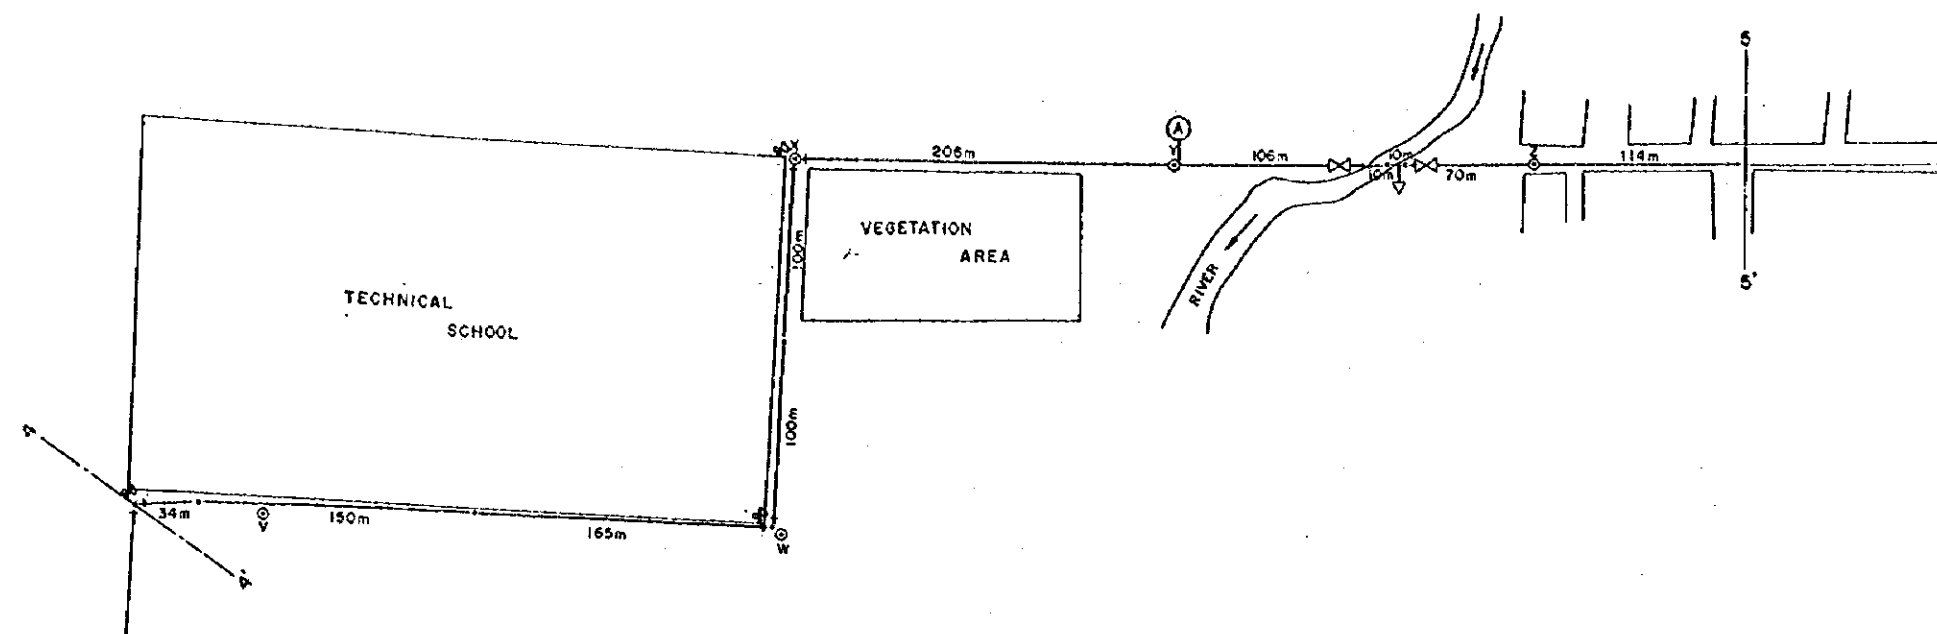 5
A
X
Y
Z
206m
106m
10m
10m
70m
114m
100m
VEGETATION
AREA
RIVER
5'
TECHNICAL
SCHOOL
100m
34m
V
150m
165m
W